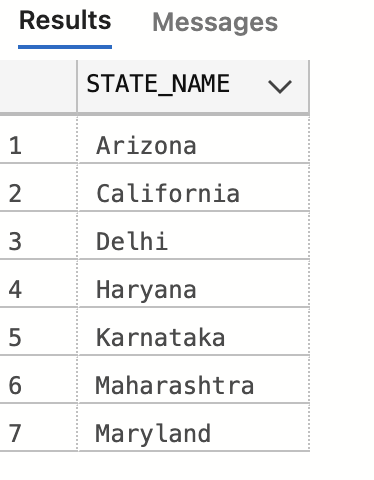 Results Messages
STATE_NAME
1 Arizona
2 California
3 Delhi
4 Haryana
5 Karnataka
6 Maharashtra
7 Maryland